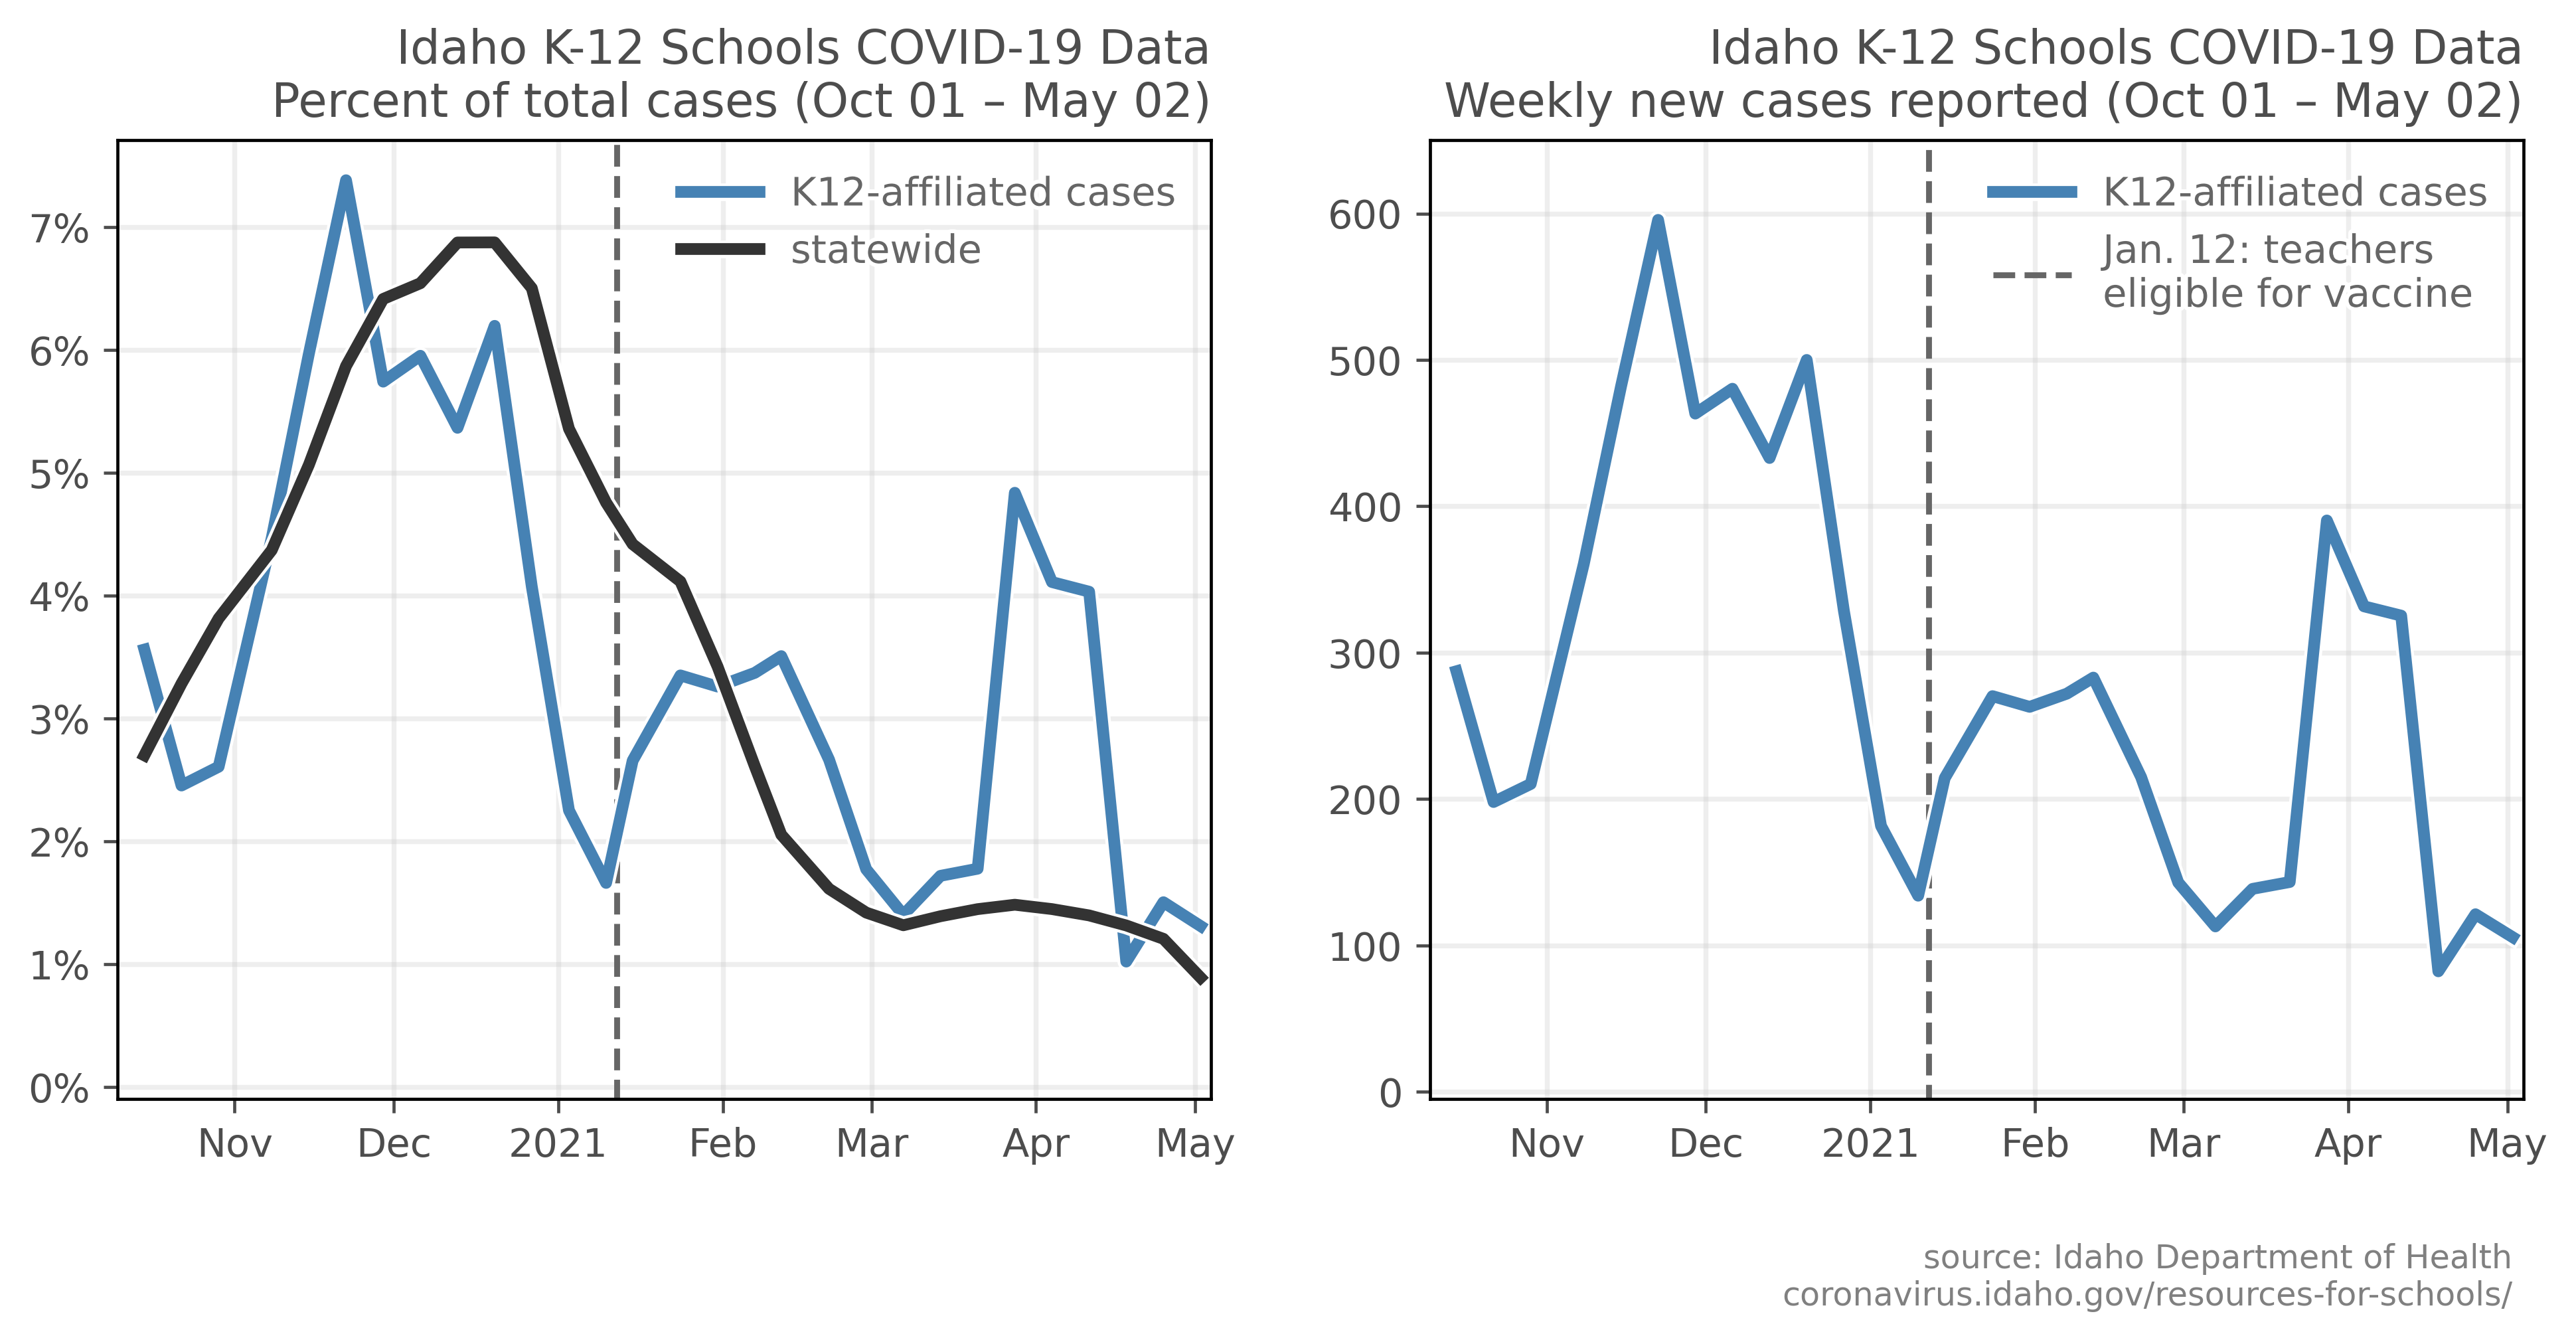 Idaho K-12 Schools COVID-19 Data
Percent of total cases (Oct 01 – May 02)
K12-affiliated cases
statewide
7%
6%
5%
4%
3%
2%
1%
0%
Nov
Dec
2021
Feb
Mar
Apr
May
Idaho K-12 Schools COVID-19 Data
Weekly new cases reported (Oct 01 – May 02)
K12-affiliated cases
Jan. 12: teachers
eligible for vaccine
600
500
400
300
200
100
0
Nov
Dec
2021
Feb
Mar
Apr
May
source: Idaho Department of Health
coronavirus.idaho.gov/resources-for-schools/